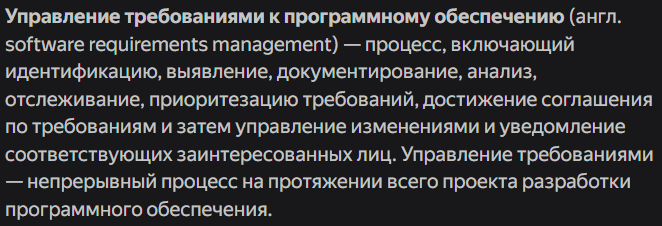 Управление требованиями к программному обеспечению (англ.
software requirements management) — процесс, включающий
идентификацию, выявление, документирование, анализ,
отслеживание, приоритезацию требований, достижение соглашения
по требованиям и затем управление изменениями и уведомление
соответствующих заинтересованных лиц. Управление требованиями
— непрерывный процесс на протяжении всего проекта разработки
программного обеспечения.